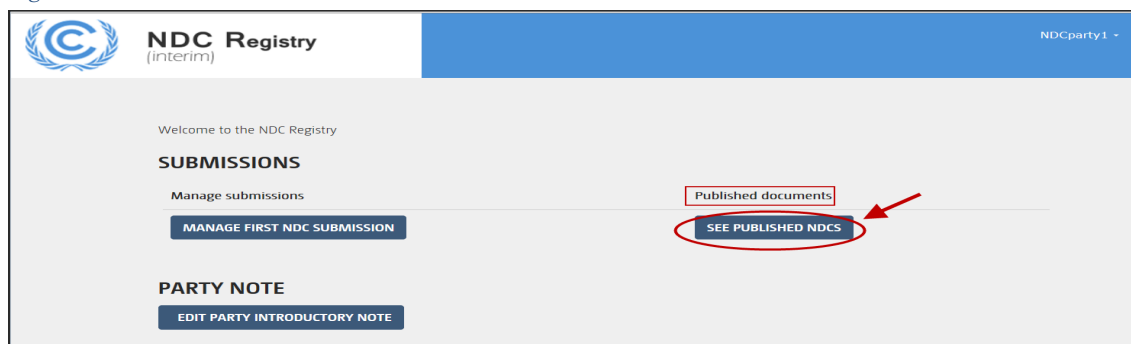 NDC Registry
(interim)
NDCparty1
Welcome to the NDC Registry
SUBMISSIONS
Manage submissions
Published documents
MANAGE FIRST NDC SUBMISSION
SEE PUBLISHED NDCS
PARTY NOTE
EDIT PARTY INTRODUCTORY NOTE